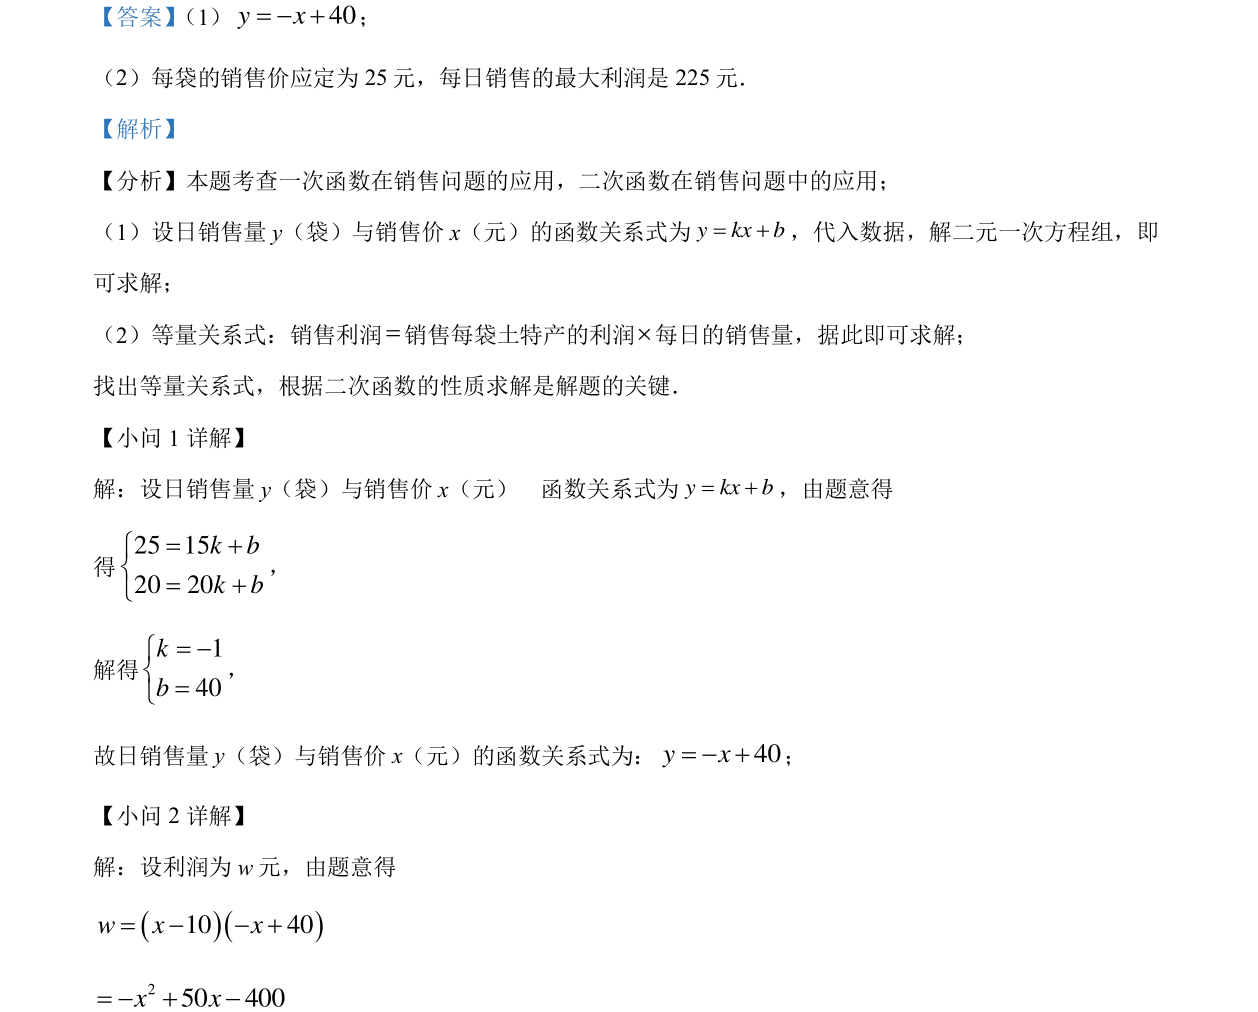 【答案】（1） y＝−x＋40；
（2）每袋的销售价应定为 25 元，每日销售的最大利润是 225 元．
【解析】
【分析】本题考查一次函数在销售问题的应用，二次函数在销售问题中的应用；
（1）设日销售量 y（袋）与销售价 x（元）的函数关系式为 y = kx + b ，代入数据，解二元一次方程组，即
可求解；
（2）等量关系式：销售利润＝销售每袋土特产的利润×每日的销售量，据此即可求解；
找出等量关系式，根据二次函数的性质求解是解题的关键．
【小问 1 详解】
解：设日销售量 y（袋）与销售价 x（元） 函数关系式为 y = kx + b ，由题意得
得 { 25 = 15k + b
20 = 20k + b ，
解得 { k = −1
b = 40 ，
故日销售量 y（袋）与销售价 x（元）的函数关系式为： y = −x + 40 ；
【小问 2 详解】
解：设利润为 w 元，由题意得
w = (x − 10)(−x + 40)
= −x² + 50x − 400